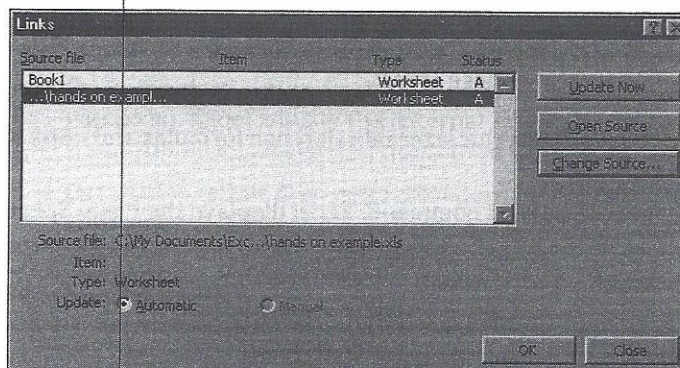 Links
Source file Item Type Status
Book1 Worksheet A
...\hands on exampl... Worksheet A
Update Now
Open Source
Change Source...
Source file: C:\My Documents\Exc...\hands on example.xls
Item:
Type: Worksheet
Update: Automatic Manual
OK Close